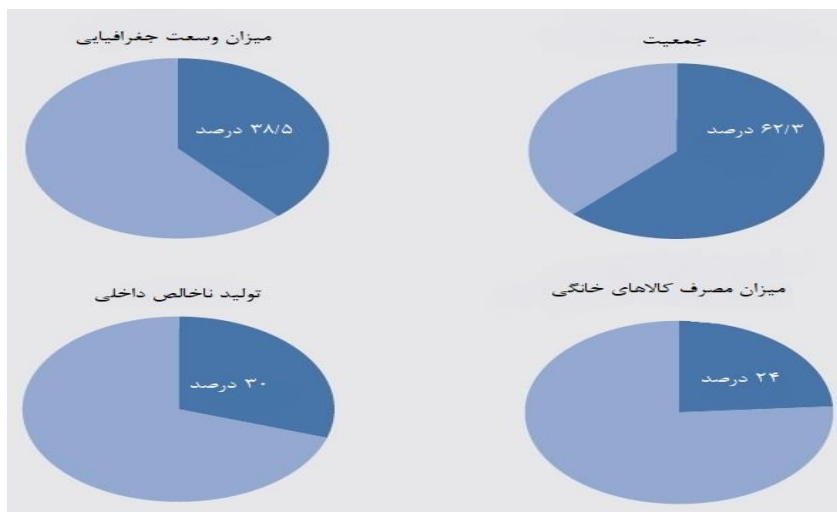 جمعیت
۶۲/۳ درصد
میزان وسعت جغرافیایی
۳۸/۵ درصد
میزان مصرف کالاهای خانگی
۲۴ درصد
تولید ناخالص داخلی
۳۰ درصد